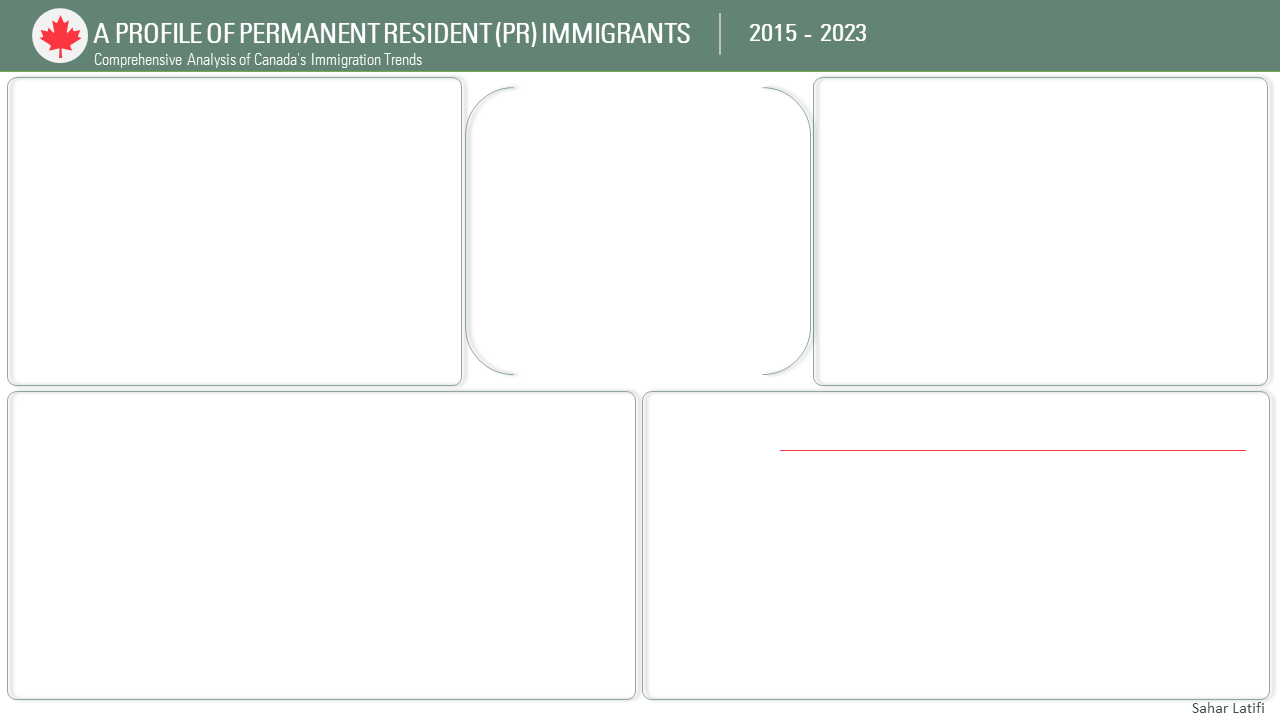 A PROFILE OF PERMANENT RESIDENT (PR) IMMIGRANTS
2015 - 2023
Comprehensive Analysis of Canada's Immigration Trends
Sahar Latifi